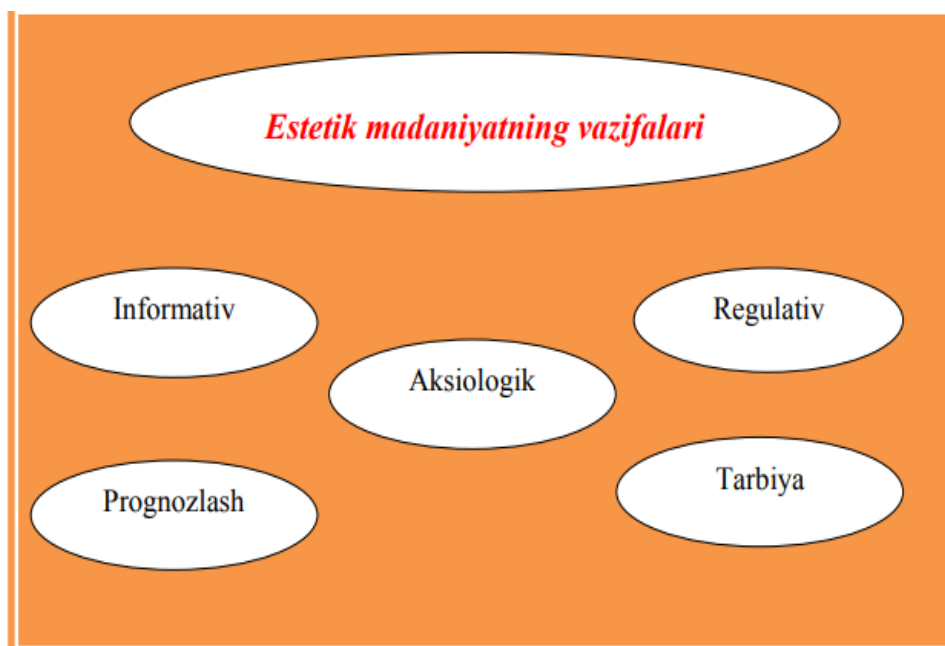 Estetik madaniyatning vazifalari
Informativ
Regulativ
Aksiologik
Prognozlash
Tarbiya